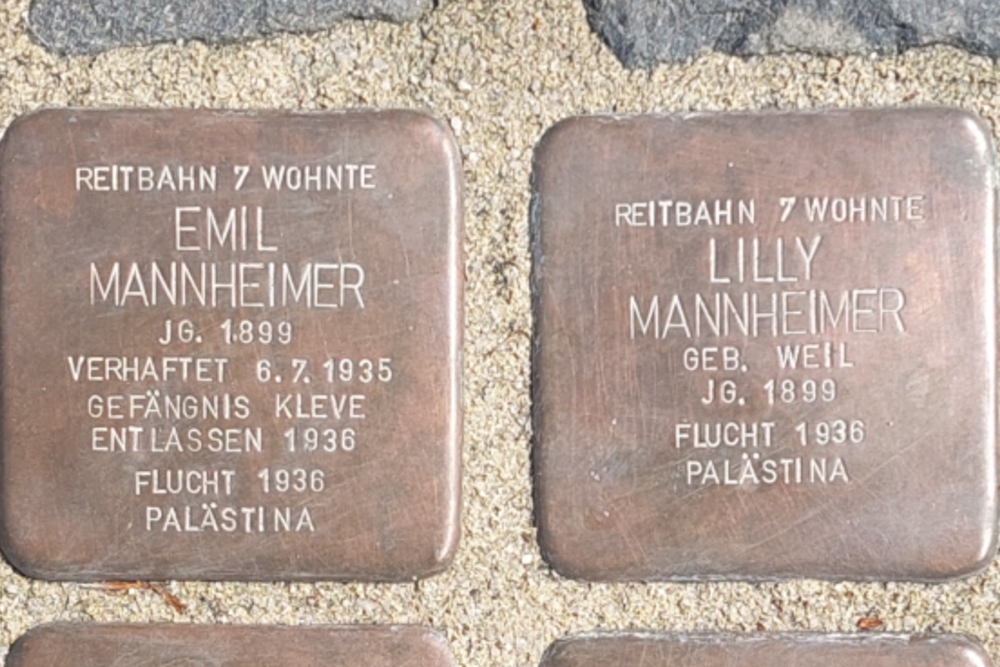 REITBAHN 7 WOHNTE
EMIL
MANNHEIMER
JG. 1899
VERHAFTET 6.7.1935
GEFÄNGNIS KLEVE
ENTLASSEN 1936
FLUCHT 1936
PALÄSTINA
REITBAHN 7 WOHNTE
LILLY
MANNHEIMER
GEB. WEIL
JG. 1899
FLUCHT 1936
PALÄSTINA